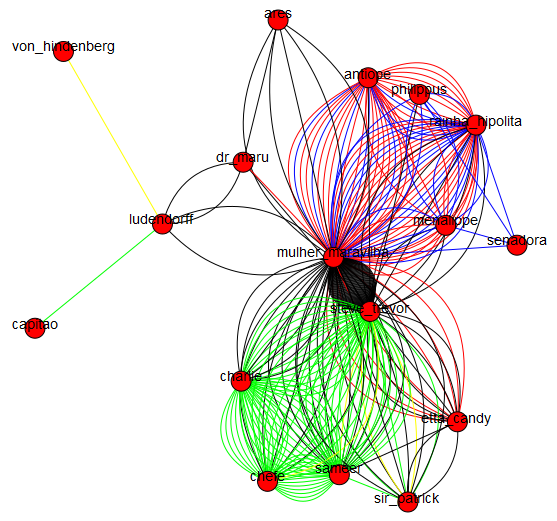 ares
von_hindenberg
antiope
philippus
rainha_hipolita
dr_maru
ludendorff
menalippe
senadora
mulher_maravilha
steve_trevor
capitao
charlie
etta_candy
sameer
chefe
sir_patrick